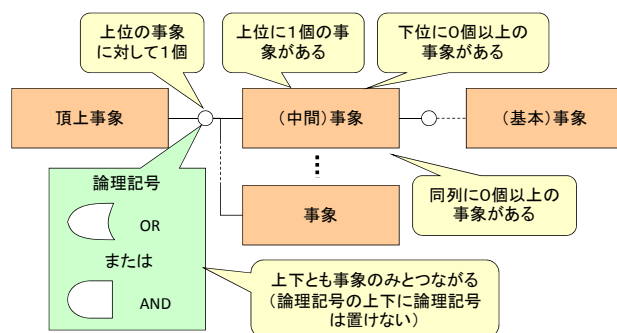 上位の事象
に対して1個
上位に1個の事
象がある
下位に0個以上の
事象がある
頂上事象
（中間）事象
（基本）事象
論理記号
OR
または
AND
事象
同列に0個以上の
事象がある
上下とも事象のみとつながる
（論理記号の上下に論理記号
は置けない）